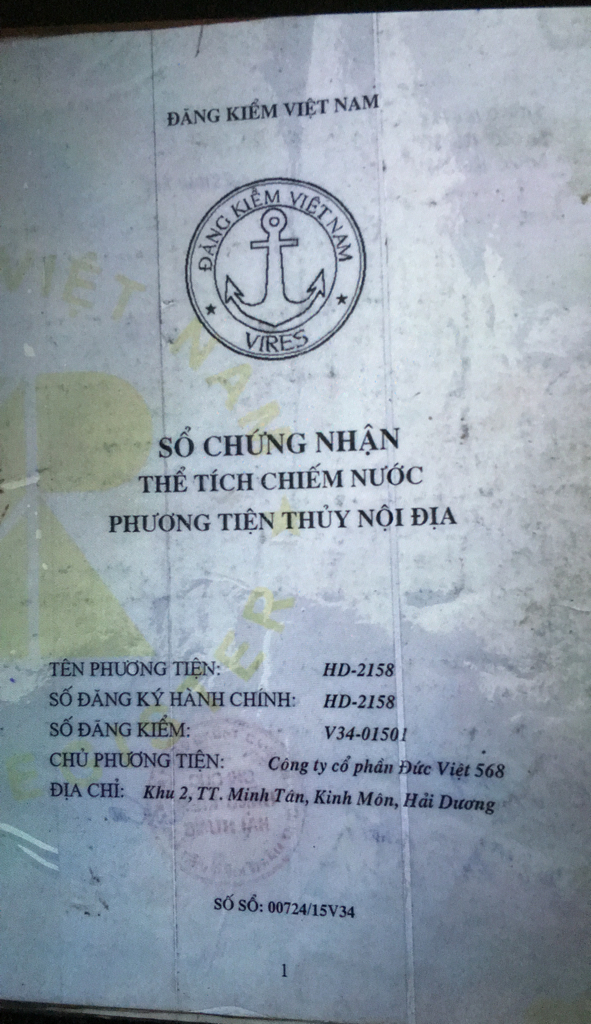 ĐĂNG KIỂM VIỆT NAM
ĐĂNG KIỂM VIỆT NAM
VIRES
VIỆT NAM
REGISTER
SỔ CHỨNG NHẬN
THỂ TÍCH CHIẾM NƯỚC
PHƯƠNG TIỆN THỦY NỘI ĐỊA
TÊN PHƯƠNG TIỆN: HD-2158
SỐ ĐĂNG KÝ HÀNH CHÍNH: HD-2158
SỐ ĐĂNG KIỂM: V34-01501
CHỦ PHƯƠNG TIỆN: Công ty cổ phần Đức Việt 568
ĐỊA CHỈ: Khu 2, TT. Minh Tân, Kinh Môn, Hải Dương
SỐ SỔ: 00724/15V34
1